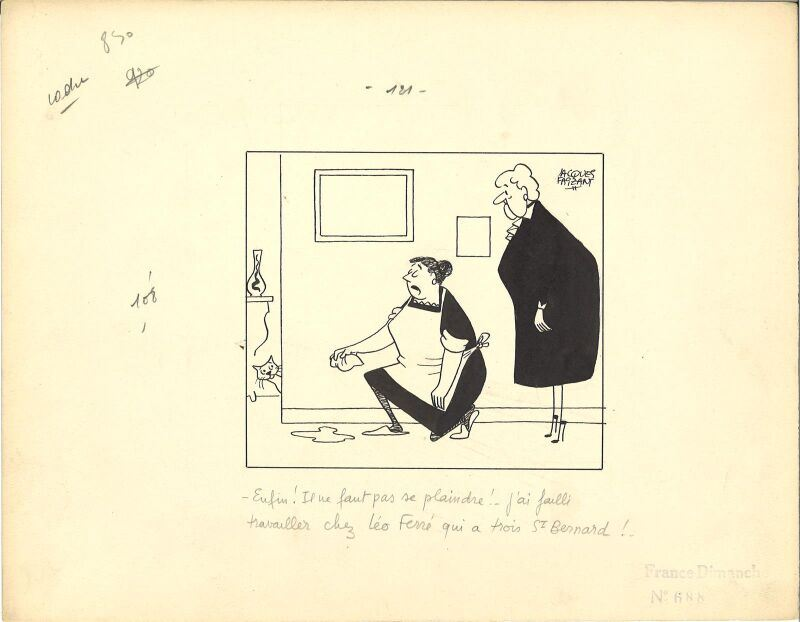 850
- 121 -
JACQUES
FAIZANT
108
- Enfin ! Il ne faut pas se plaindre !.. J'ai failli
travailler chez Léo Ferré qui a trois St Bernard !..
France Dimanche
N° 688